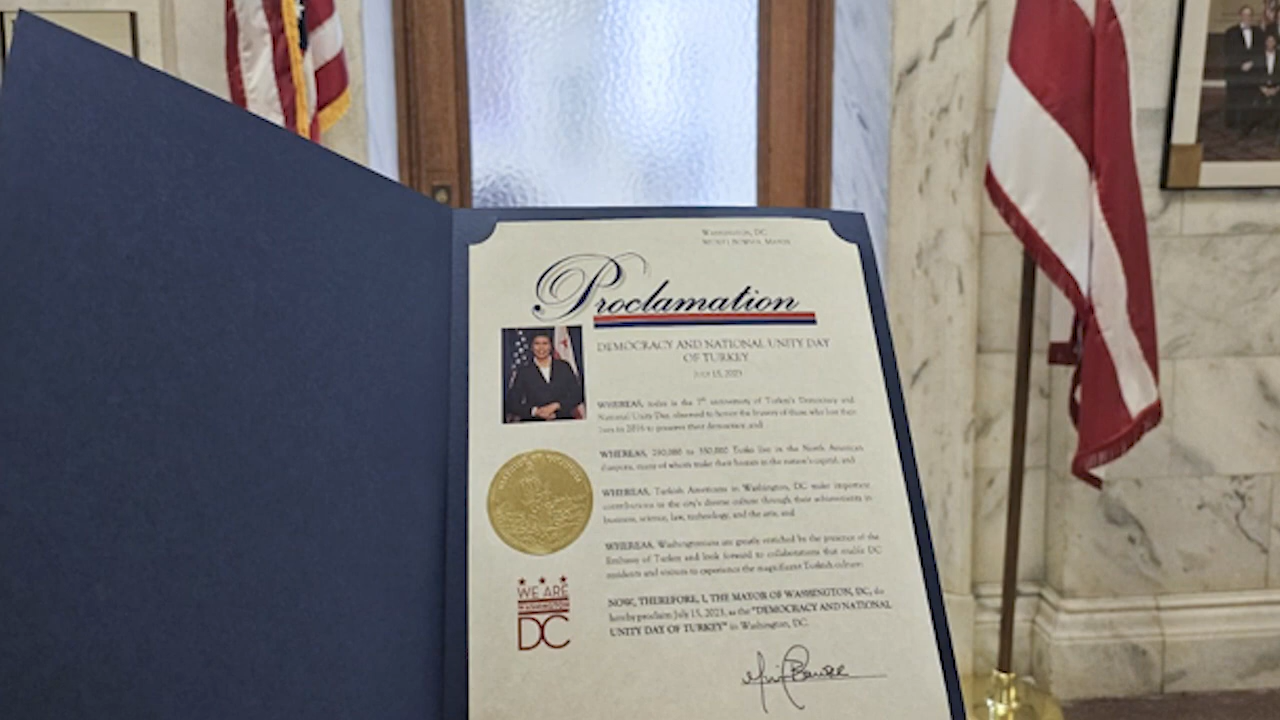 WASHINGTON, DC
MURIEL BOWSER, MAYOR
Proclamation
DEMOCRACY AND NATIONAL UNITY DAY
OF TURKEY
JULY 15, 2023
WHEREAS, today is the 7th anniversary of Turkey's Democracy and
National Unity Day, observed to honor the bravery of those who lost their
lives in 2016 to preserve their democracy; and
WHEREAS, 250,000 to 350,000 Turks live in the North American
diaspora, many of whom make their homes in the nation's capital; and
WHEREAS, Turkish Americans in Washington, DC make important
contributions to the city's diverse culture through their achievements in
business, science, law, technology, and the arts; and
WHEREAS, Washingtonians are greatly enriched by the presence of the
Embassy of Turkey and look forward to collaborations that enable DC
residents and visitors to experience the magnificent Turkish culture:
WE ARE
WASHINGTON
DC
NOW, THEREFORE, I, THE MAYOR OF WASHINGTON, DC, do
hereby proclaim July 15, 2023, as the "DEMOCRACY AND NATIONAL
UNITY DAY OF TURKEY" in Washington, DC.